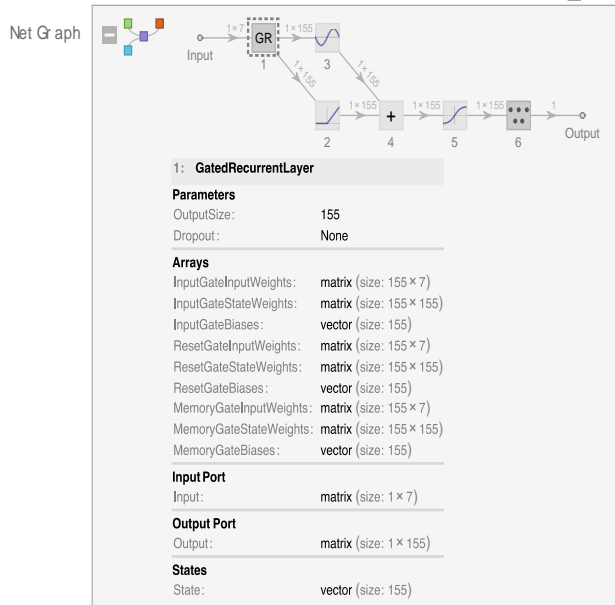 Net Graph
1×7 1×155
GR
Input 1 3
1×155 1×155
1×155 1×155 1×155 1
+
2 4 5 6 Output
1: GatedRecurrentLayer
Parameters
OutputSize: 155
Dropout: None
Arrays
InputGateInputWeights: matrix (size: 155×7)
InputGateStateWeights: matrix (size: 155×155)
InputGateBiases: vector (size: 155)
ResetGateInputWeights: matrix (size: 155×7)
ResetGateStateWeights: matrix (size: 155×155)
ResetGateBiases: vector (size: 155)
MemoryGateInputWeights: matrix (size: 155×7)
MemoryGateStateWeights: matrix (size: 155×155)
MemoryGateBiases: vector (size: 155)
Input Port
Input: matrix (size: 1×7)
Output Port
Output: matrix (size: 1×155)
States
State: vector (size: 155)